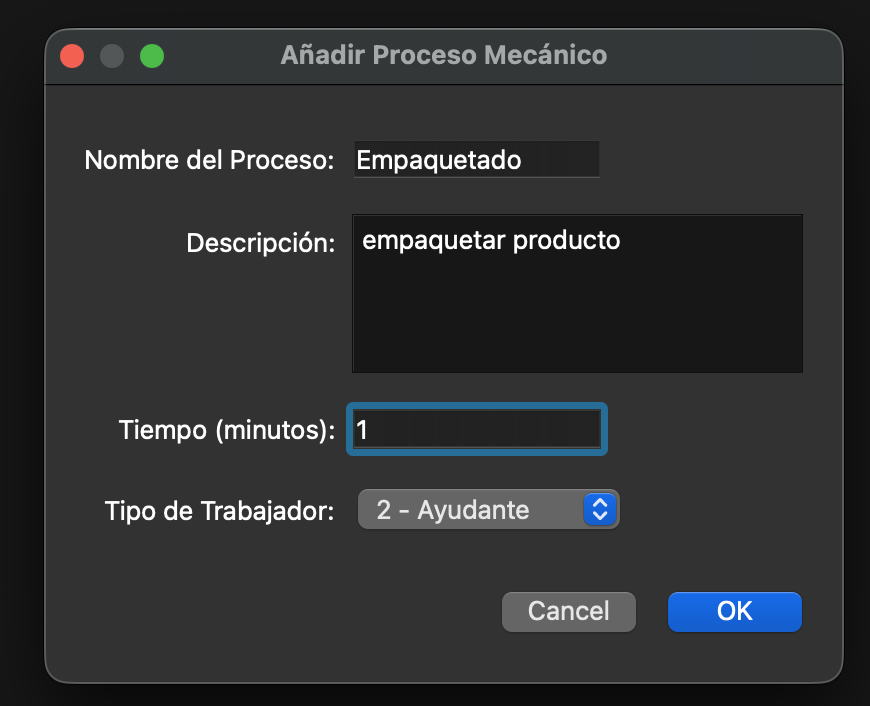 Añadir Proceso Mecánico
Nombre del Proceso: Empaquetado
Descripción: empaquetar producto
Tiempo (minutos): 1
Tipo de Trabajador: 2 - Ayudante
Cancel OK